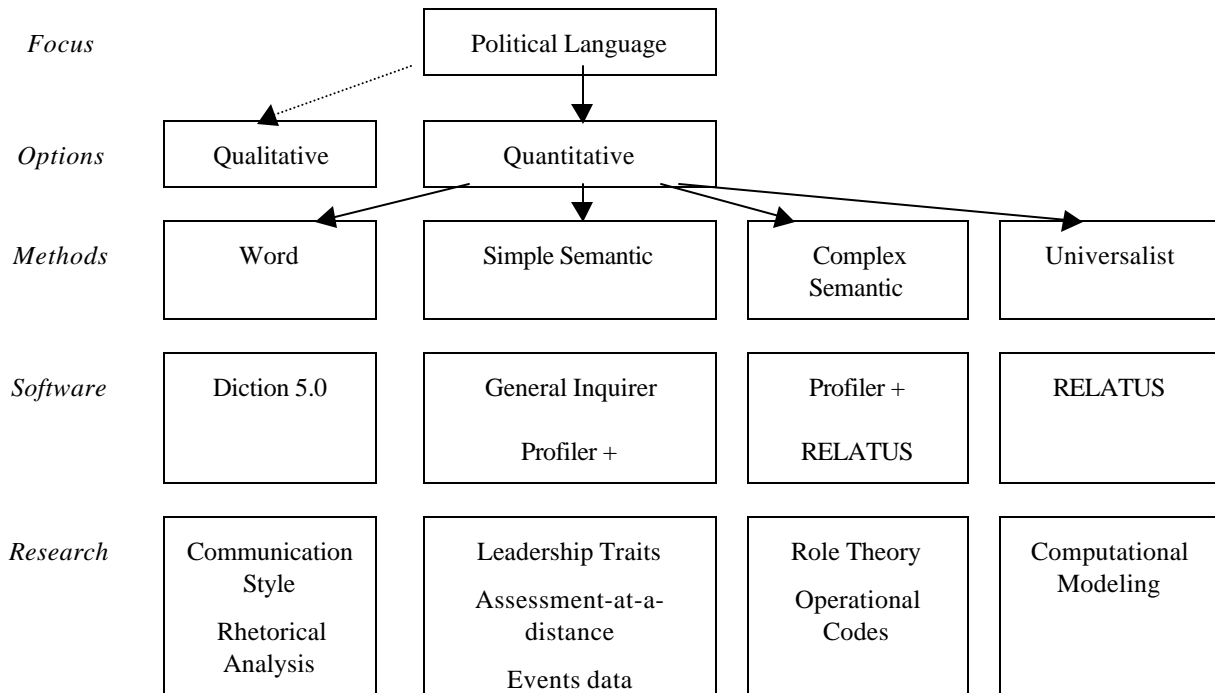 Focus
Political Language
Options
Qualitative
Quantitative
Methods
Word
Simple Semantic
Complex
Semantic
Universalist
Software
Diction 5.0
General Inquirer
Profiler +
Profiler +
RELATUS
RELATUS
Research
Communication
Style
Rhetorical
Analysis
Leadership Traits
Assessment-at-a-
distance
Events data
Role Theory
Operational
Codes
Computational
Modeling